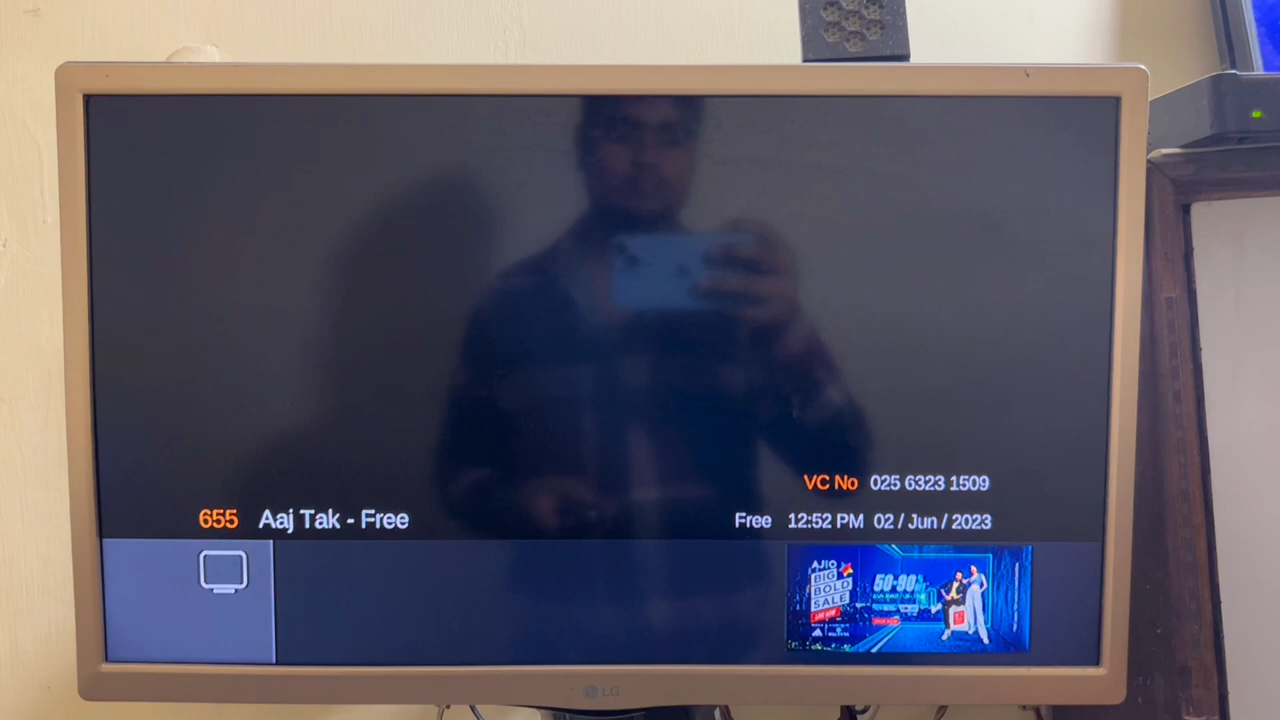 VC No 025 6323 1509
655 Aaj Tak - Free
Free 12:52 PM 02 / Jun / 2023
AJIO
BIG
BOLD
SALE
50-90%
LG